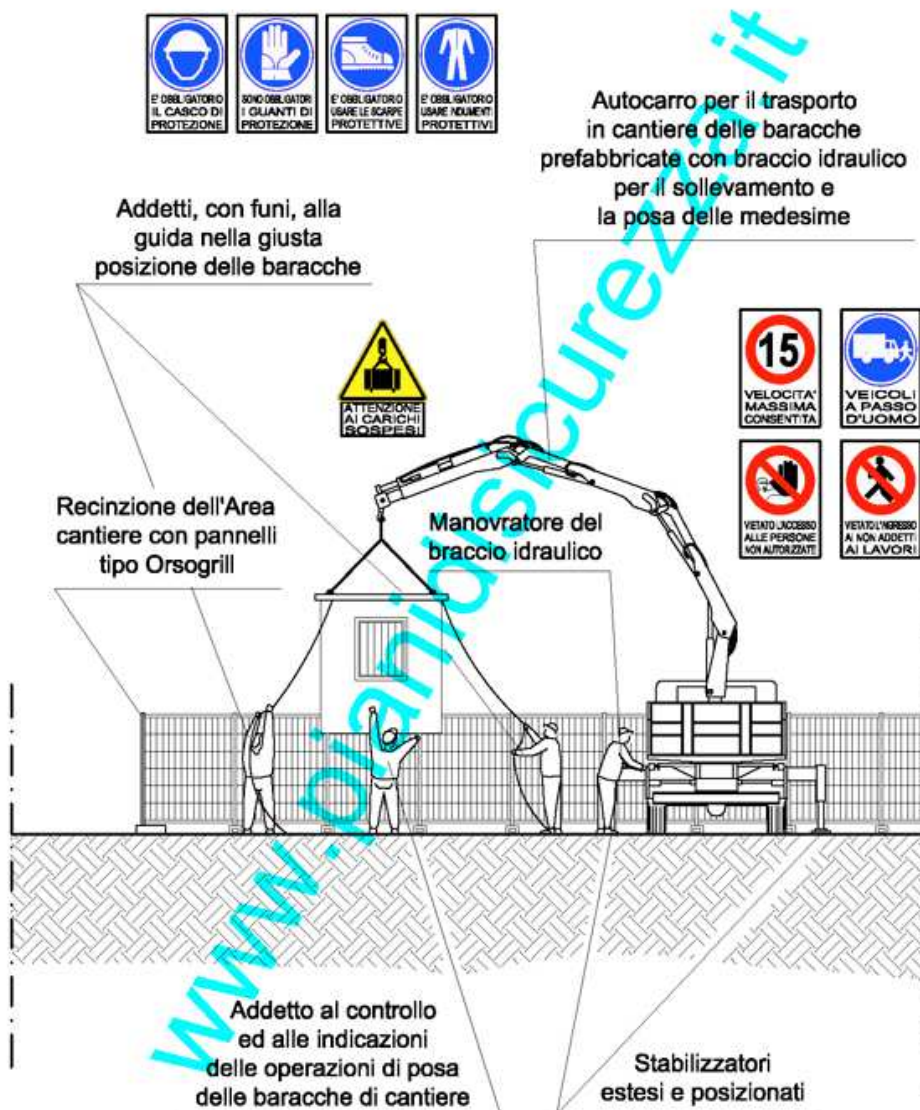 E' OBBLIGATORIO
IL CASCO DI
PROTEZIONE
SONO OBBLIGATORI
I GUANTI DI
PROTEZIONE
E' OBBLIGATORIO
USARE LE SCARPE
PROTETTIVE
E' OBBLIGATORIO
USARE INDUMENTI
PROTETTIVI
Autocarro per il trasporto
in cantiere delle baracche
prefabbricate con braccio idraulico
per il sollevamento e
la posa delle medesime
Addetti, con funi, alla
guida nella giusta
posizione delle baracche
ATTENZIONE
AI CARICHI
SOSPESI
15
VELOCITA'
MASSIMA
CONSENTITA
VEICOLI
A PASSO
D'UOMO
VIETATO L'ACCESSO
ALLE PERSONE
NON AUTORIZZATE
VIETATO L'INGRESSO
AI NON ADDETTI
AI LAVORI
Recinzione dell'Area
cantiere con pannelli
tipo Orsogrill
Manovratore del
braccio idraulico
Addetto al controllo
ed alle indicazioni
delle operazioni di posa
delle baracche di cantiere
Stabilizzatori
estesi e posizionati
www.pianidisicurezza.it